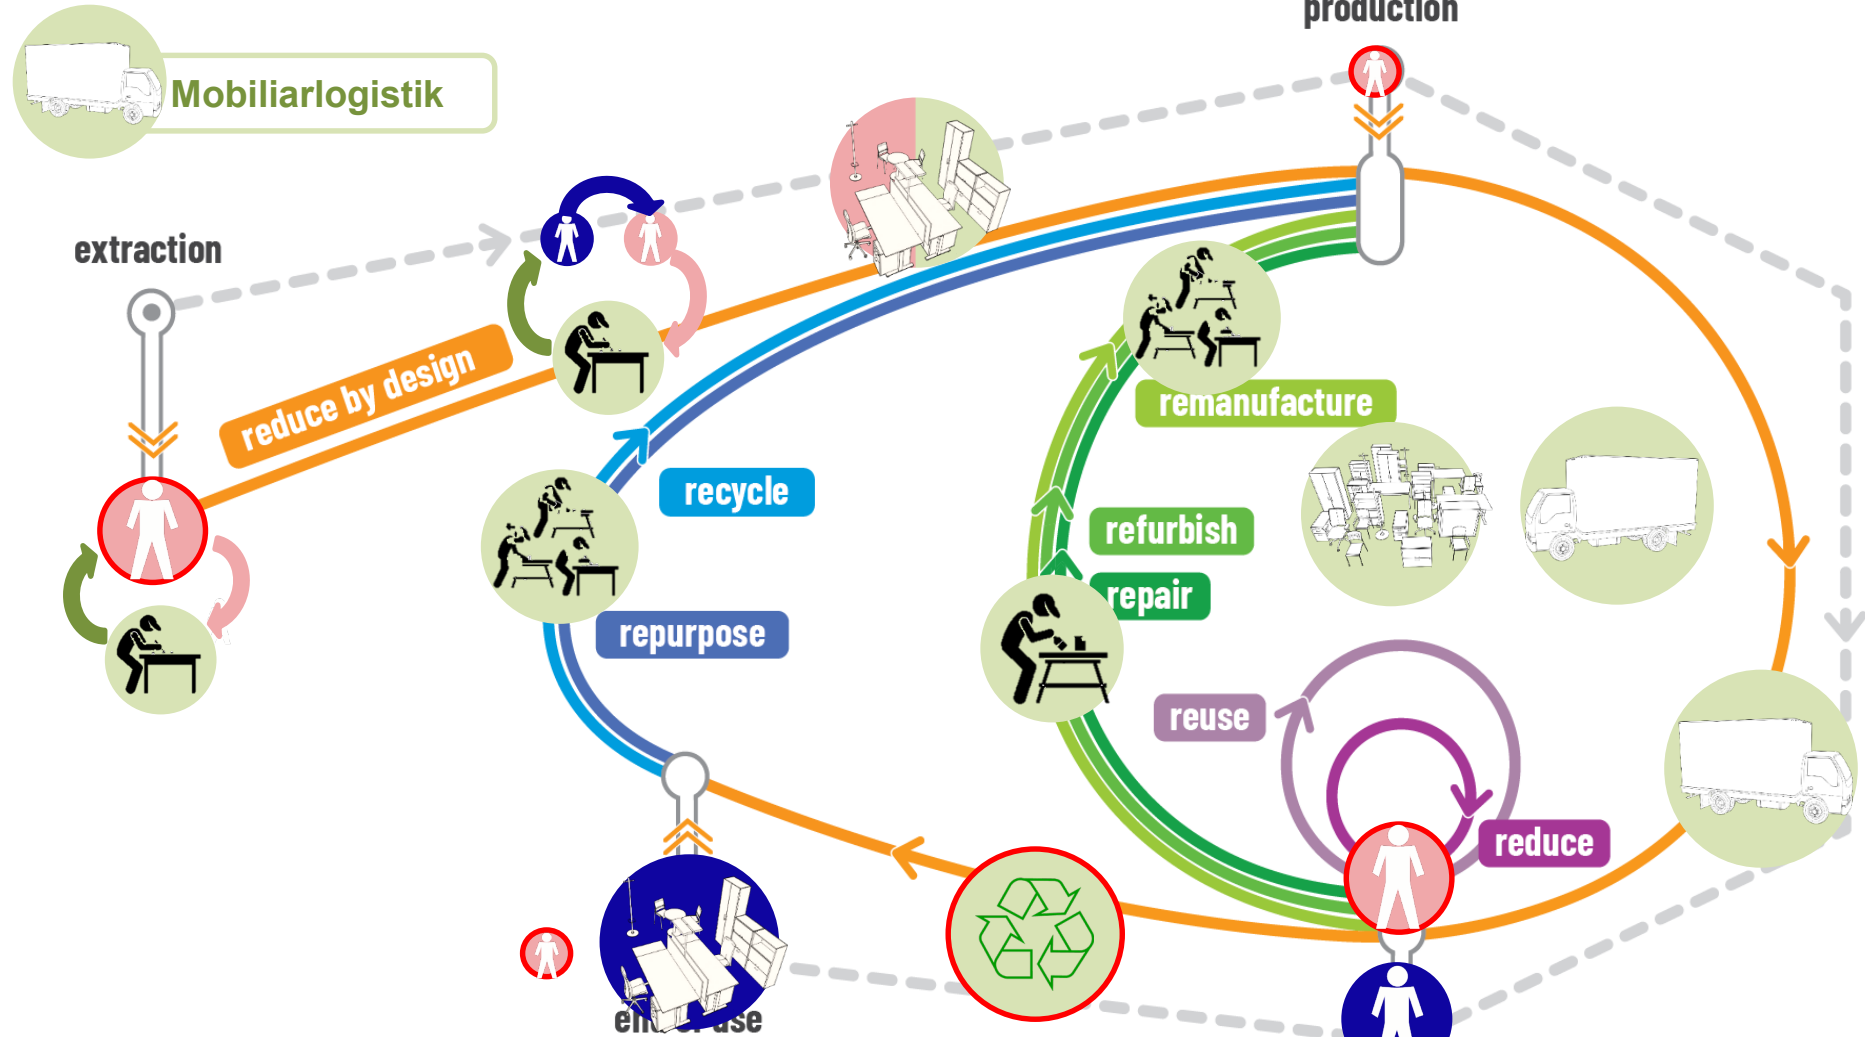 production
Mobiliarlogistik
extraction
reduce by design
remanufacture
recycle
refurbish
repair
repurpose
reuse
reduce